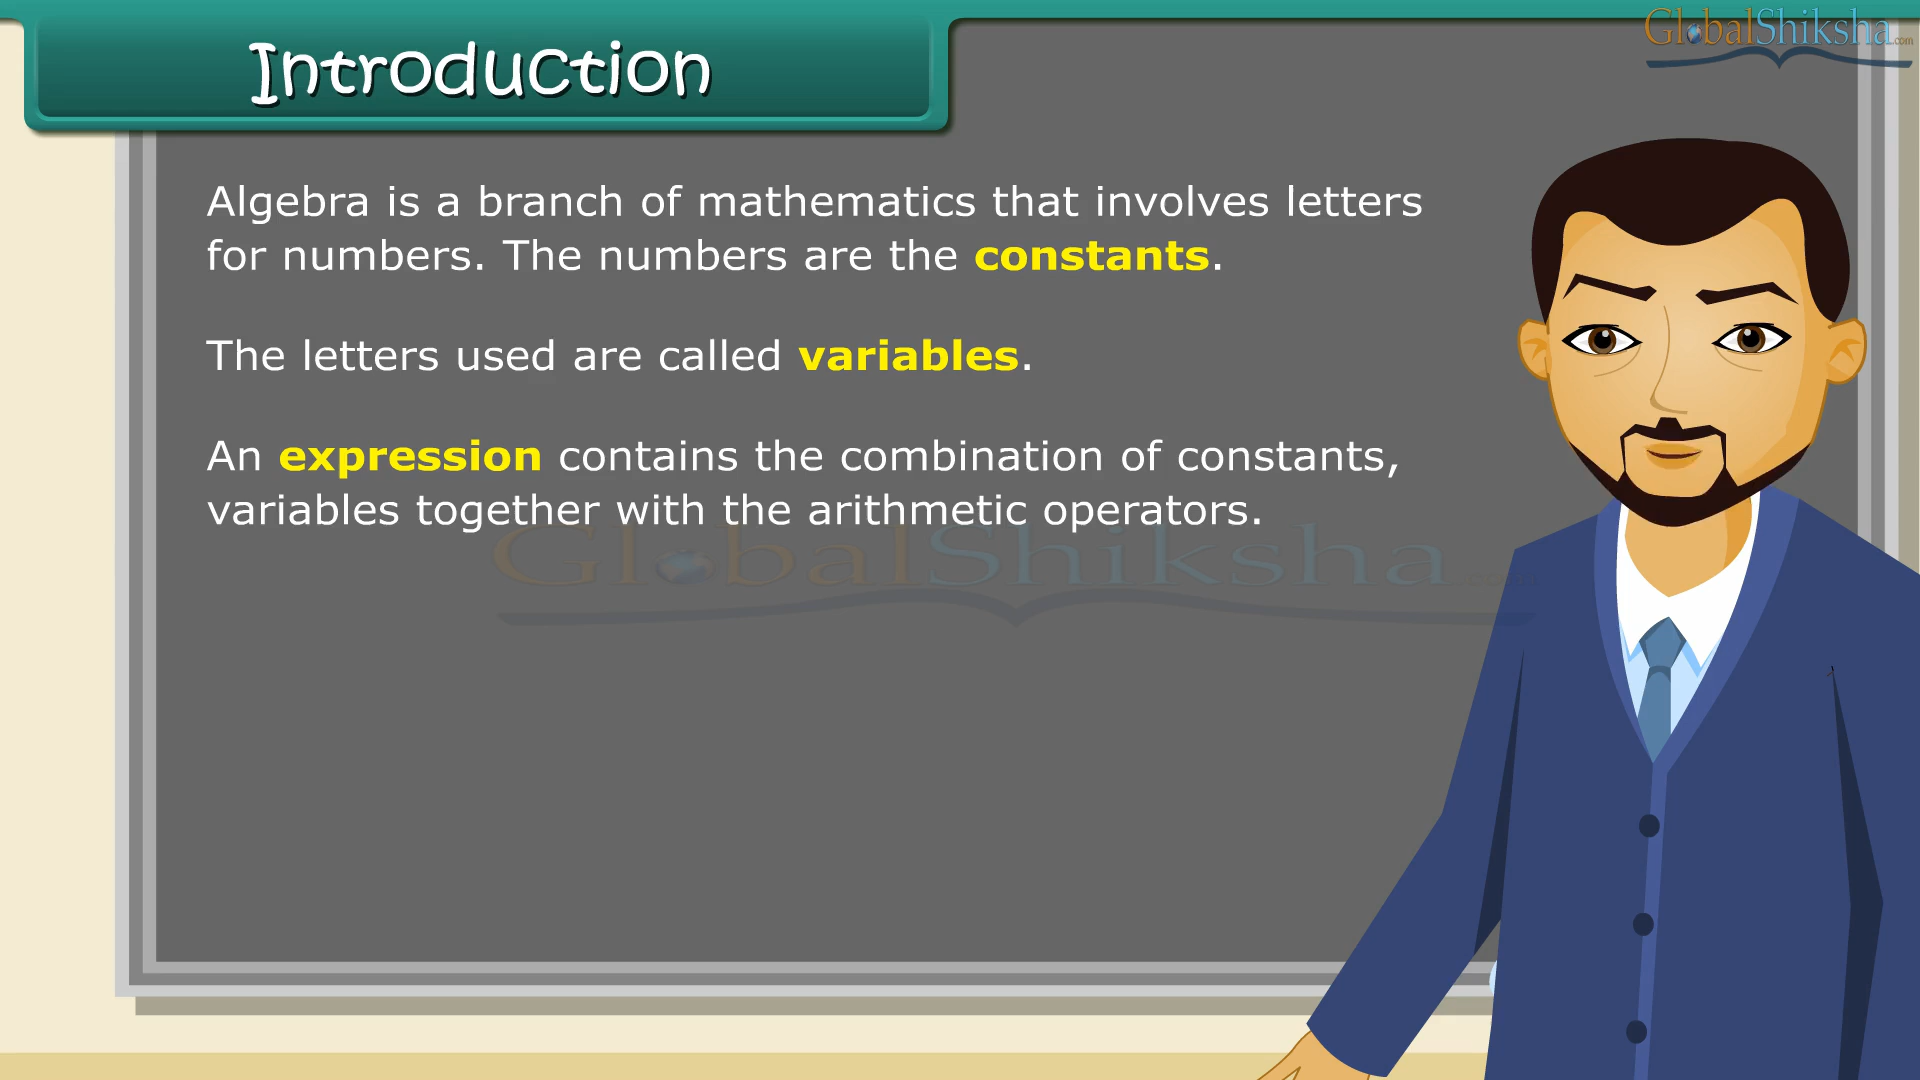 Introduction
GlobalShiksha.com
Algebra is a branch of mathematics that involves letters
for numbers. The numbers are the constants.
The letters used are called variables.
An expression contains the combination of constants,
variables together with the arithmetic operators.
GlobalShiksha.com